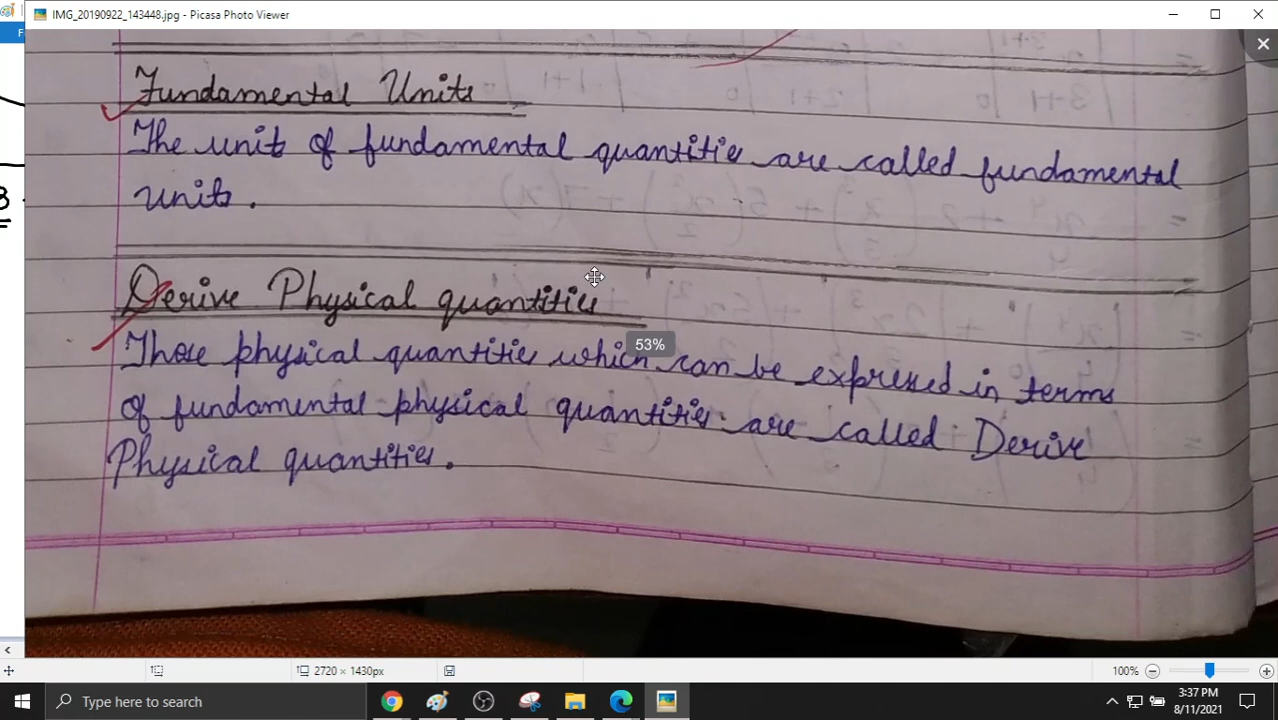 IMG_20190922_143448.jpg - Picasa Photo Viewer
Fundamental Units
The unit of fundamental quantities are called fundamental
units.
Derive Physical quantities
53%
Those physical quantitie which can be expressed in terms
of fundamental physical quantities are called Derive
Physical quantities.
2720 × 1430px
100%
Type here to search
3:37 PM
8/11/2021